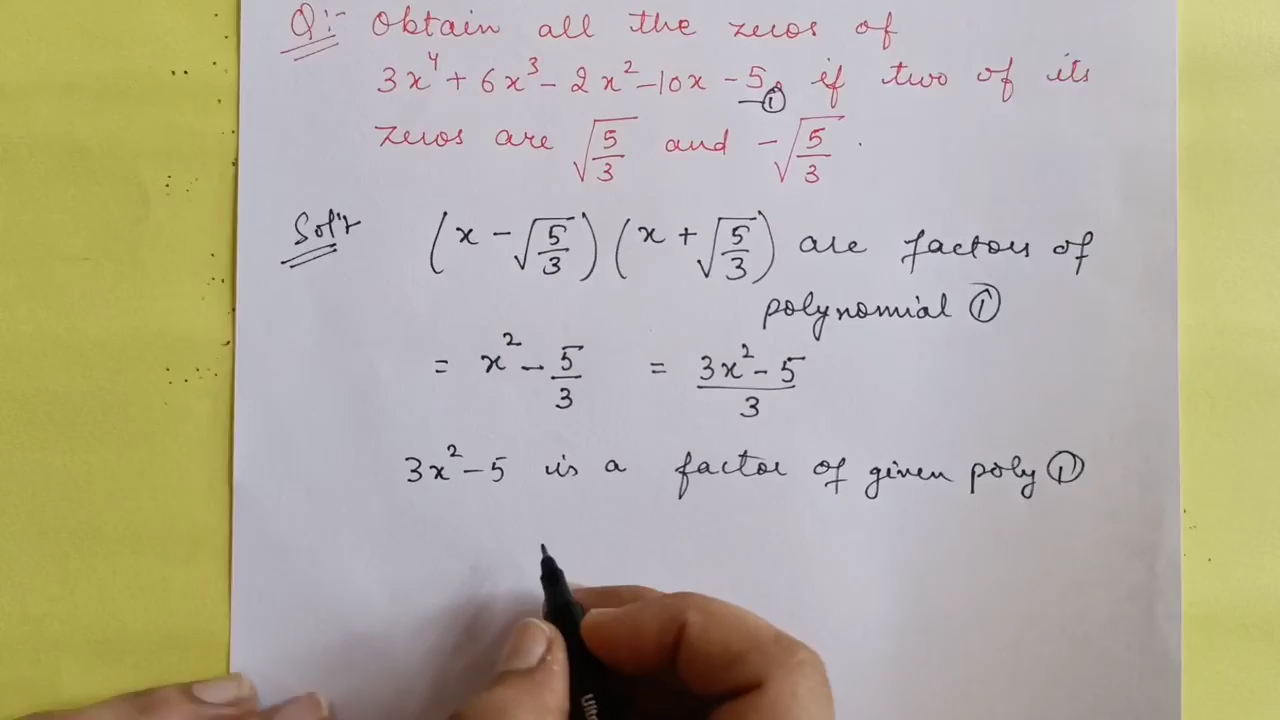 Q:- Obtain all the zeros of
3x⁴ + 6x³ - 2x² - 10x - 5, if two of its
-①
zeros are √(5/3) and -√(5/3).
Solⁿ (x - √(5/3)) (x + √(5/3)) are factors of
polynomial ①
= x² - 5/3 = (3x² - 5)/3
3x² - 5 is a factor of given poly ①